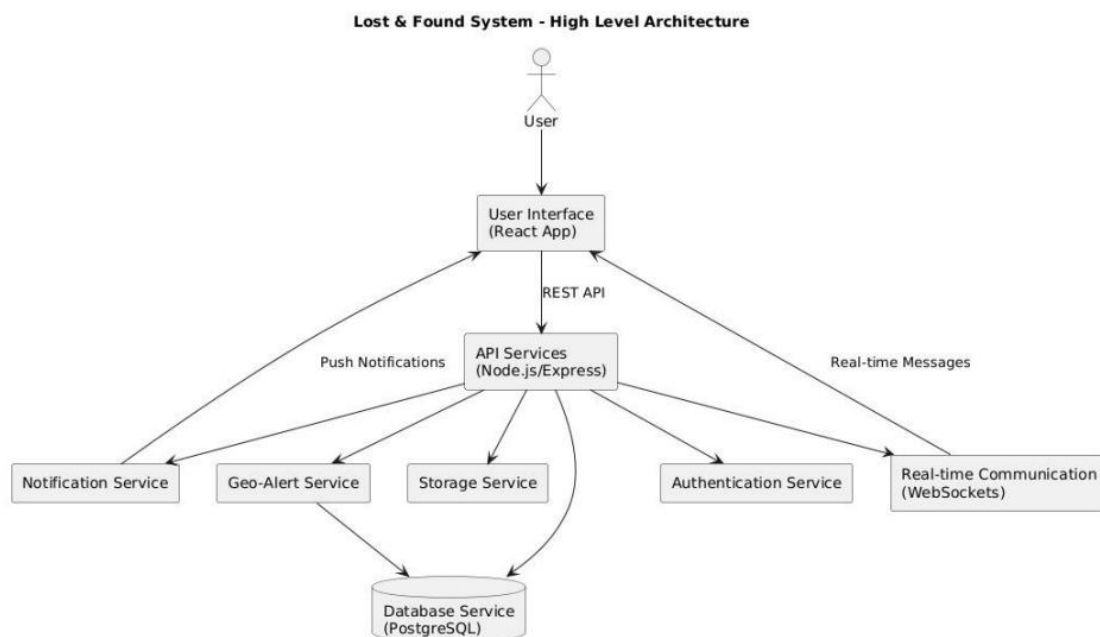 Lost & Found System - High Level Architecture
User
User Interface
(React App)
REST API
Push Notifications
API Services
(Node.js/Express)
Real-time Messages
Notification Service
Geo-Alert Service
Storage Service
Authentication Service
Real-time Communication
(WebSockets)
Database Service
(PostgreSQL)